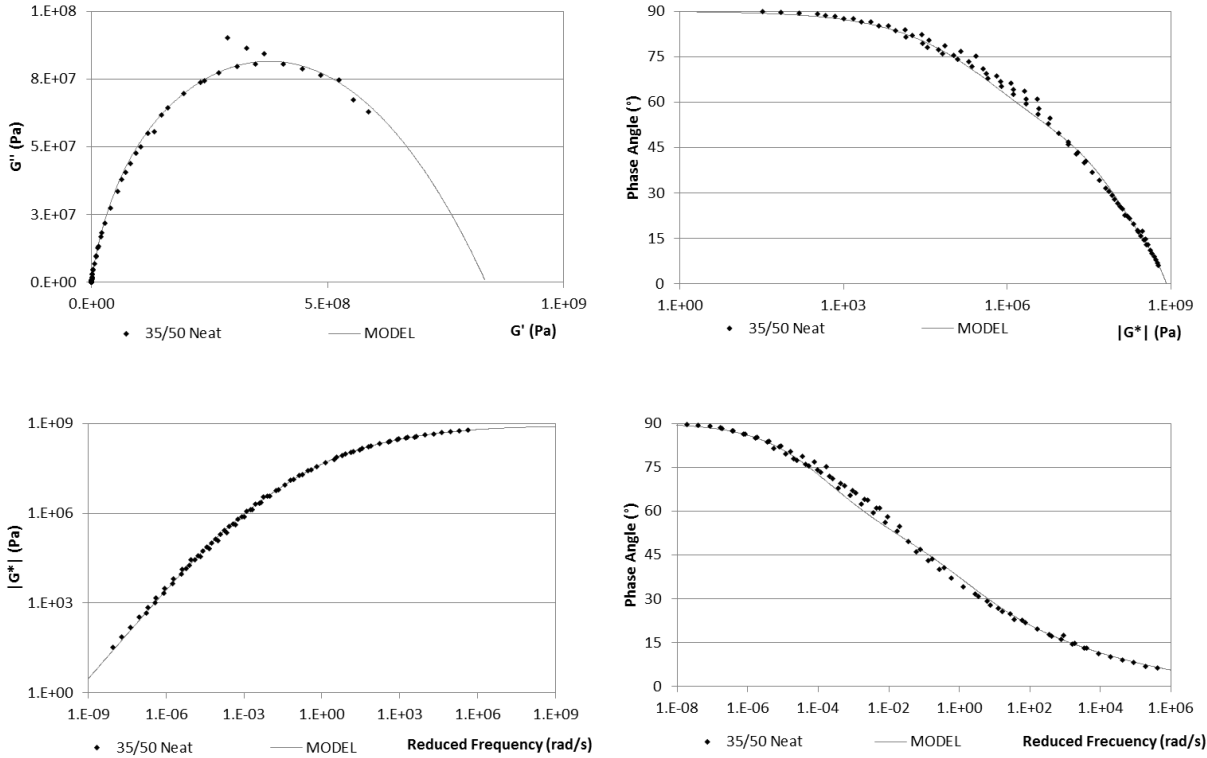 1.E+08
8.E+07
5.E+07
3.E+07
0.E+00
G'' (Pa)
0.E+00 5.E+08 1.E+09
35/50 Neat MODEL G' (Pa)
90
75
60
45
30
15
0
Phase Angle (°)
1.E+00 1.E+03 1.E+06 1.E+09
35/50 Neat MODEL |G*| (Pa)
1.E+09
1.E+06
1.E+03
1.E+00
|G*| (Pa)
1.E-09 1.E-06 1.E-03 1.E+00 1.E+03 1.E+06 1.E+09
35/50 Neat MODEL Reduced Frequency (rad/s)
90
75
60
45
30
15
0
Phase Angle (°)
1.E-08 1.E-06 1.E-04 1.E-02 1.E+00 1.E+02 1.E+04 1.E+06
35/50 Neat MODEL Reduced Frecuency (rad/s)